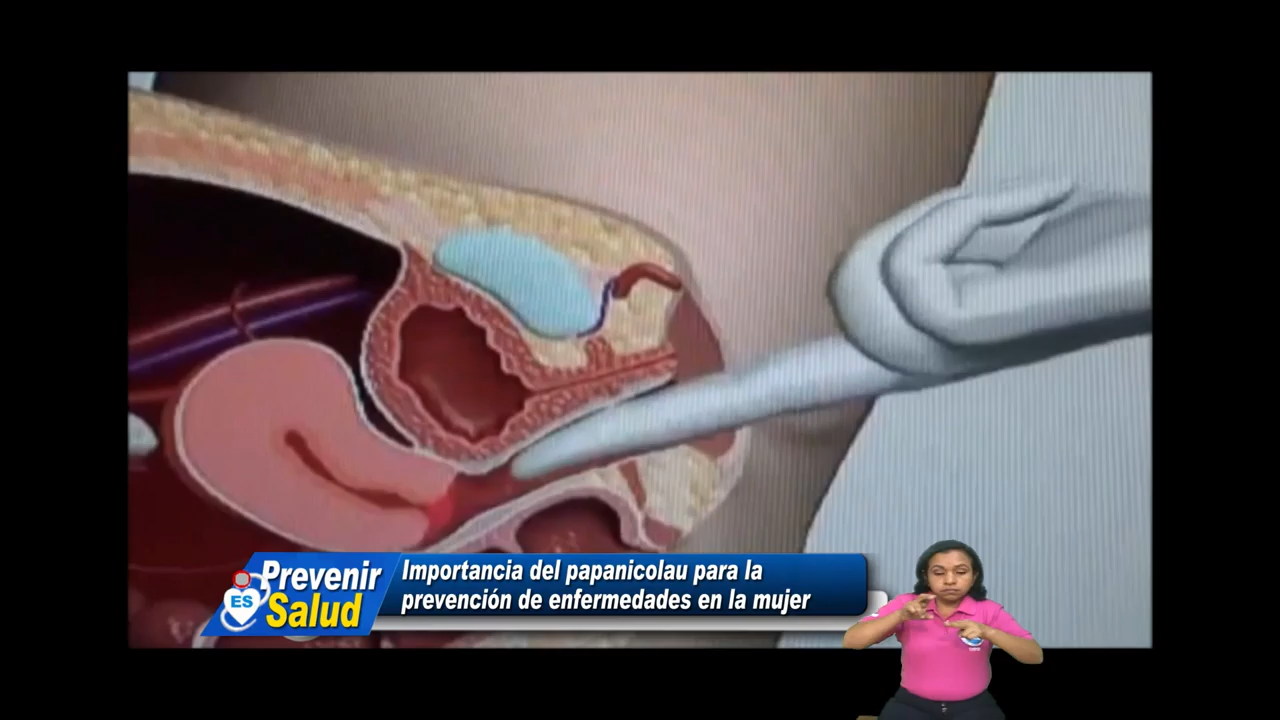 Prevenir
ES
Salud
Importancia del papanicolau para la
prevención de enfermedades en la mujer